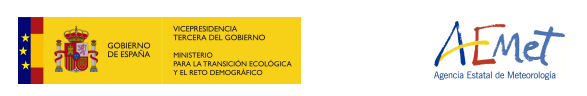 GOBIERNO
DE ESPAÑA
VICEPRESIDENCIA
TERCERA DEL GOBIERNO
MINISTERIO
PARA LA TRANSICIÓN ECOLÓGICA
Y EL RETO DEMOGRÁFICO
AEMet
Agencia Estatal de Meteorología